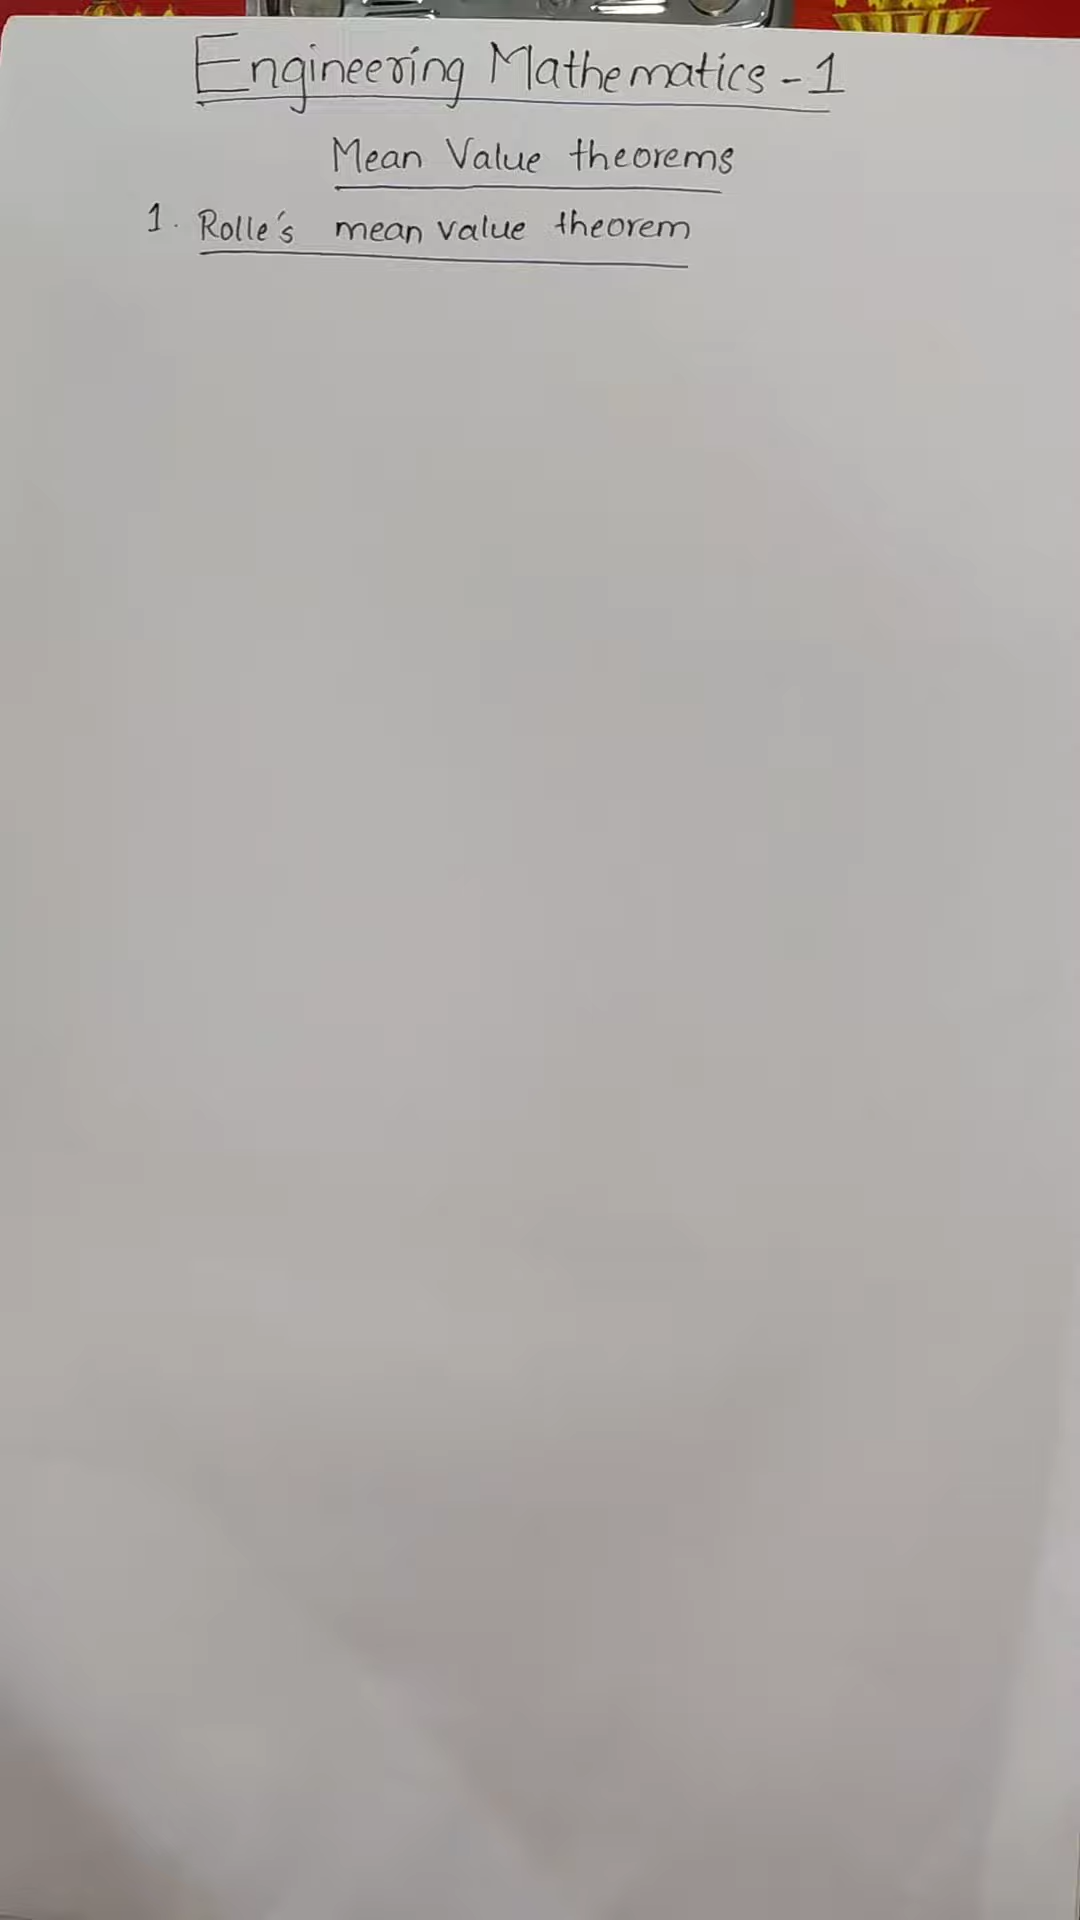 Engineering Mathematics - 1
Mean Value theorems
1. Rolle's mean value theorem